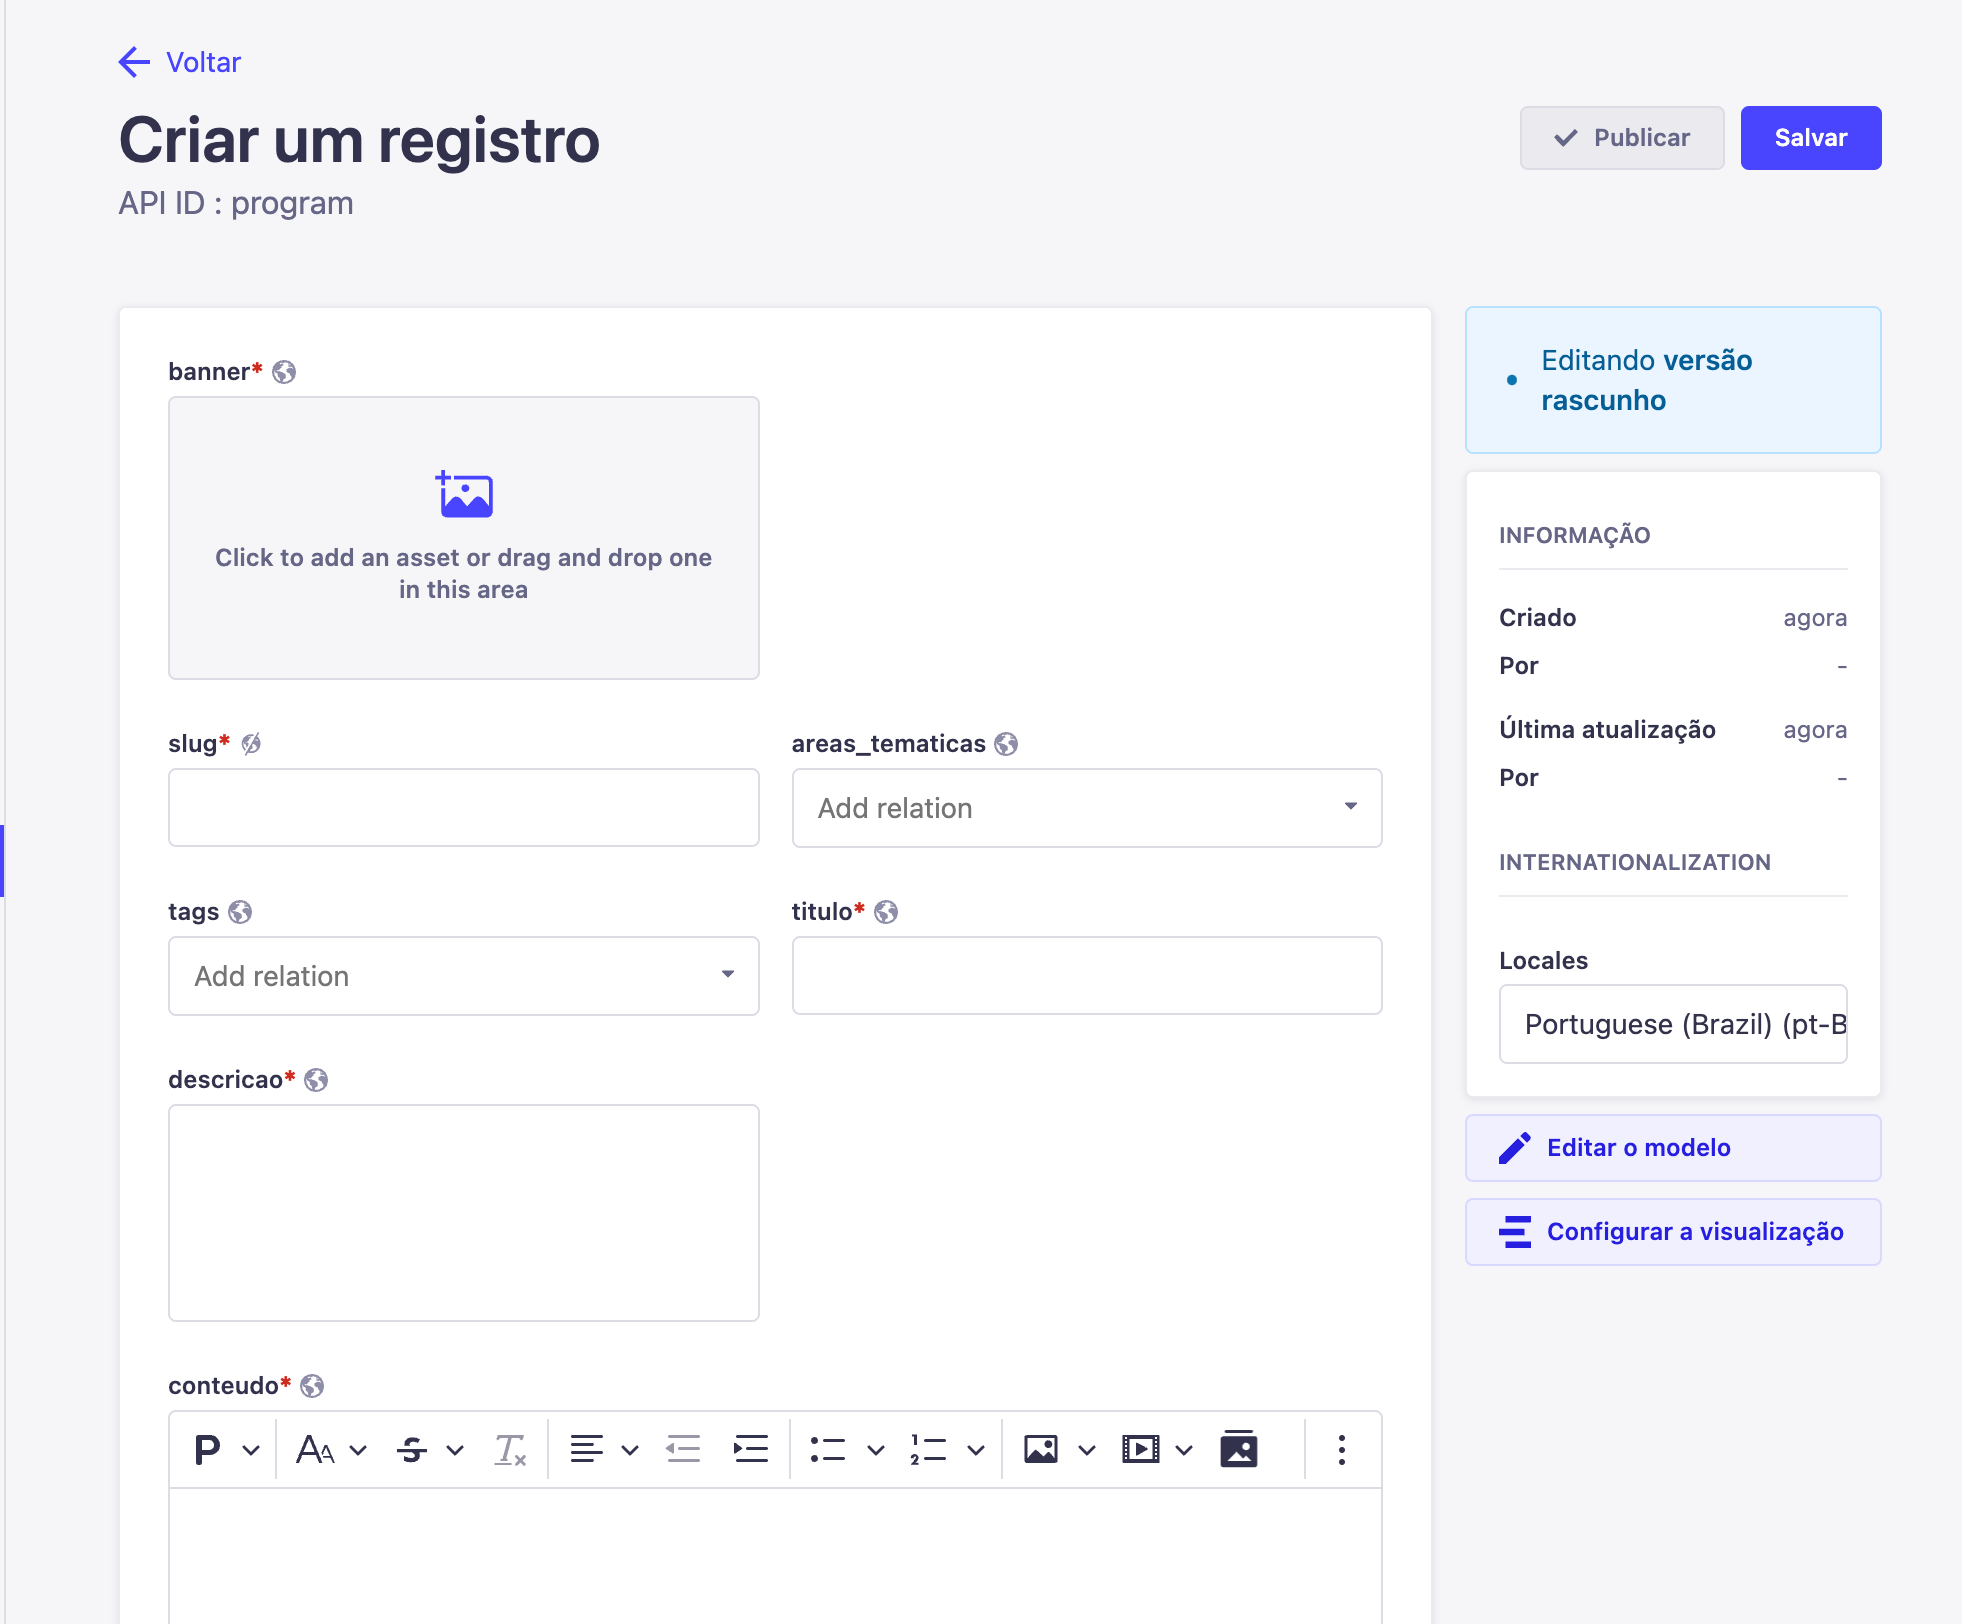 Voltar
Criar um registro
API ID : program
Publicar
Salvar
banner*
Click to add an asset or drag and drop one
in this area
slug*
areas_tematicas
Add relation
tags
Add relation
titulo*
descricao*
conteudo*
Editando versão
rascunho
INFORMAÇÃO
Criado agora
Por -
Última atualização agora
Por -
INTERNATIONALIZATION
Locales
Portuguese (Brazil) (pt-B
Editar o modelo
Configurar a visualização